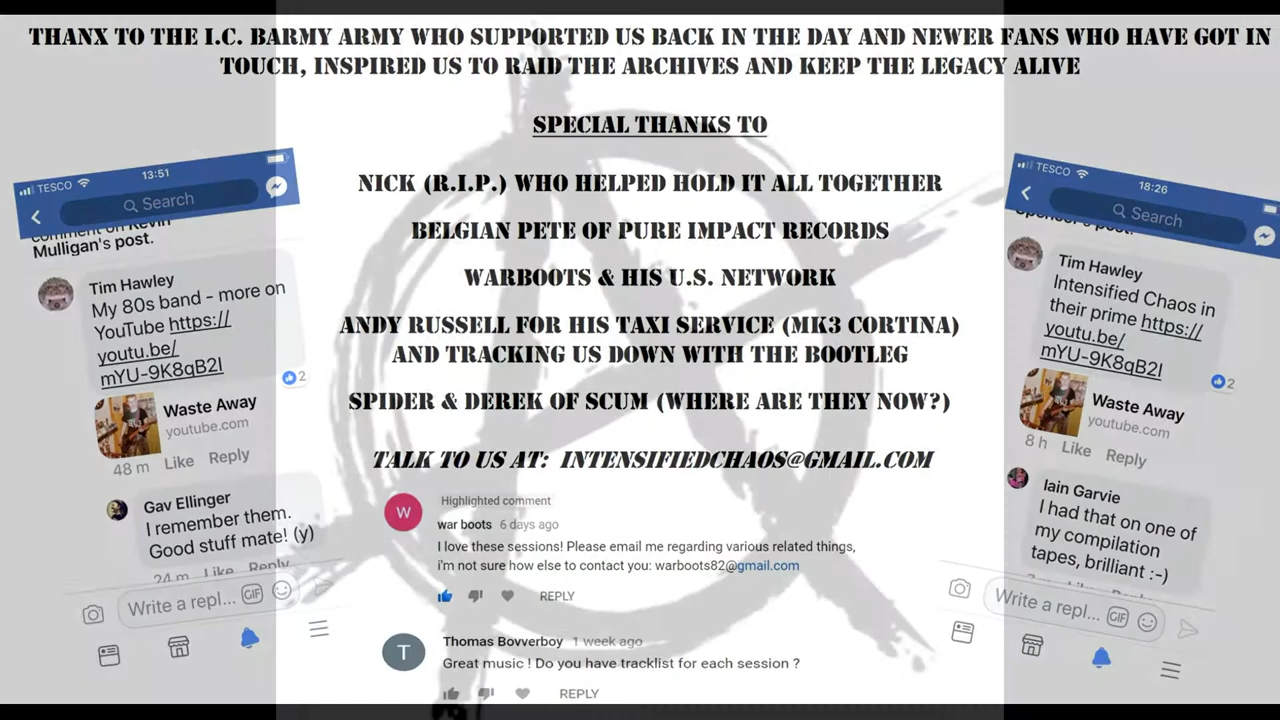 THANX TO THE I.C. BARMY ARMY WHO SUPPORTED US BACK IN THE DAY AND NEWER FANS WHO HAVE GOT IN
TOUCH, INSPIRED US TO RAID THE ARCHIVES AND KEEP THE LEGACY ALIVE
SPECIAL THANKS TO
NICK (R.I.P.) WHO HELPED HOLD IT ALL TOGETHER
BELGIAN PETE OF PURE IMPACT RECORDS
WARBOOTS & HIS U.S. NETWORK
ANDY RUSSELL FOR HIS TAXI SERVICE (MK3 CORTINA)
AND TRACKING US DOWN WITH THE BOOTLEG
SPIDER & DEREK OF SCUM (WHERE ARE THEY NOW?)
TALK TO US AT: INTENSIFIEDCHAOS@GMAIL.COM
Highlighted comment
W
war boots 6 days ago
I love these sessions! Please email me regarding various related things,
i'm not sure how else to contact you: warboots82@gmail.com
REPLY
T
Thomas Bovverboy 1 week ago
Great music ! Do you have tracklist for each session ?
REPLY
TESCO 13:51
Search
comment on Kevin
Mulligan's post.
Tim Hawley
My 80s band - more on
YouTube https://
youtu.be/
mYU-9K8qB2I
2
Waste Away
youtube.com
48 m Like Reply
Gav Ellinger
I remember them.
Good stuff mate! (y)
24 m Like Reply
Write a repl... GIF
TESCO 18:26
Search
post.
Tim Hawley
Intensified Chaos in
their prime https://
youtu.be/
mYU-9K8qB2I
2
Waste Away
youtube.com
8 h Like Reply
Iain Garvie
I had that on one of
my compilation
tapes, brilliant :-)
Write a repl... GIF